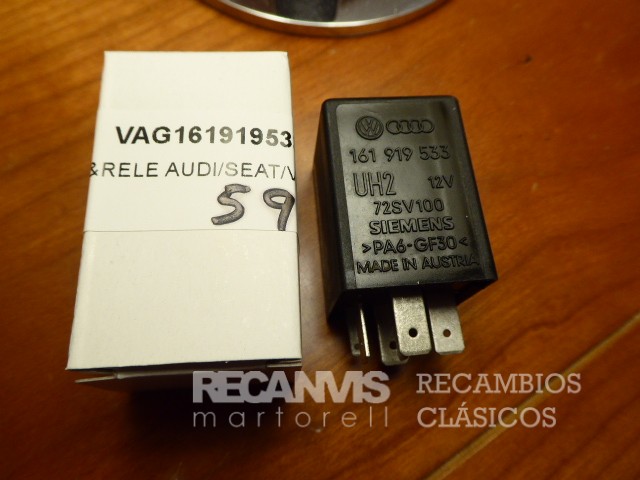 VAG16191953
&RELE AUDI/SEAT/V
59
161 919 533
UH2 12V
72SV100
SIEMENS
>PA6-GF30<
MADE IN AUSTRIA
RECANVIS
martorell
RECAMBIOS
CLÁSICOS